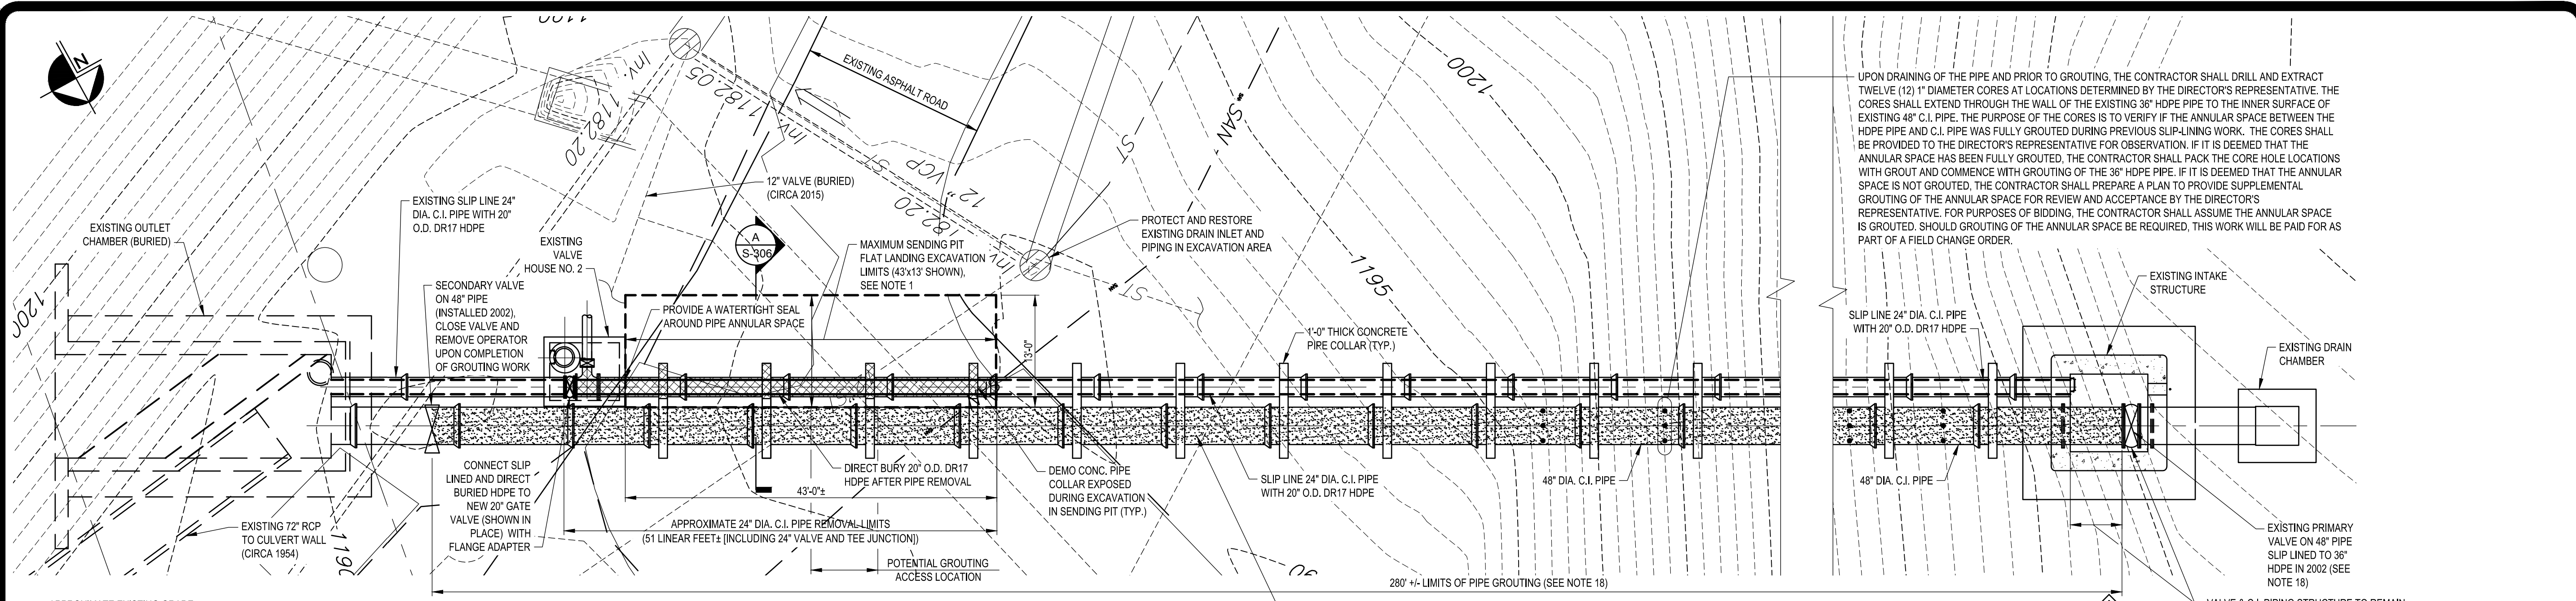 N
1200
EXISTING OUTLET
CHAMBER (BURIED)
EXISTING SLIP LINE 24"
DIA. C.I. PIPE WITH 20"
O.D. DR17 HDPE
SECONDARY VALVE
ON 48" PIPE
(INSTALLED 2002),
CLOSE VALVE AND
REMOVE OPERATOR
UPON COMPLETION
OF GROUTING WORK
EXISTING
VALVE
HOUSE NO. 2
Inv.
1182.20
Inv.
1182.05
Inv.
12" VCP
ST
EXISTING ASPHALT ROAD
12" VALVE (BURIED)
(CIRCA 2015)
A
S-306
MAXIMUM SENDING PIT
FLAT LANDING EXCAVATION
LIMITS (43'x13' SHOWN),
SEE NOTE 1
PROVIDE A WATERTIGHT SEAL
AROUND PIPE ANNULAR SPACE
ST
SAN
ST
PROTECT AND RESTORE
EXISTING DRAIN INLET AND
PIPING IN EXCAVATION AREA
1200
1195
13'-0"
1'-0" THICK CONCRETE
PIPE COLLAR (TYP.)
UPON DRAINING OF THE PIPE AND PRIOR TO GROUTING, THE CONTRACTOR SHALL DRILL AND EXTRACT
TWELVE (12) 1" DIAMETER CORES AT LOCATIONS DETERMINED BY THE DIRECTOR'S REPRESENTATIVE. THE
CORES SHALL EXTEND THROUGH THE WALL OF THE EXISTING 36" HDPE PIPE TO THE INNER SURFACE OF
EXISTING 48" C.I. PIPE. THE PURPOSE OF THE CORES IS TO VERIFY IF THE ANNULAR SPACE BETWEEN THE
HDPE PIPE AND C.I. PIPE WAS FULLY GROUTED DURING PREVIOUS SLIP-LINING WORK. THE CORES SHALL
BE PROVIDED TO THE DIRECTOR'S REPRESENTATIVE FOR OBSERVATION. IF IT IS DEEMED THAT THE
ANNULAR SPACE HAS BEEN FULLY GROUTED, THE CONTRACTOR SHALL PACK THE CORE HOLE LOCATIONS
WITH GROUT AND COMMENCE WITH GROUTING OF THE 36" HDPE PIPE. IF IT IS DEEMED THAT THE ANNULAR
SPACE IS NOT GROUTED, THE CONTRACTOR SHALL PREPARE A PLAN TO PROVIDE SUPPLEMENTAL
GROUTING OF THE ANNULAR SPACE FOR REVIEW AND ACCEPTANCE BY THE DIRECTOR'S
REPRESENTATIVE. FOR PURPOSES OF BIDDING, THE CONTRACTOR SHALL ASSUME THE ANNULAR SPACE
IS GROUTED. SHOULD GROUTING OF THE ANNULAR SPACE BE REQUIRED, THIS WORK WILL BE PAID FOR AS
PART OF A FIELD CHANGE ORDER.
SLIP LINE 24" DIA. C.I. PIPE
WITH 20" O.D. DR17 HDPE
EXISTING INTAKE
STRUCTURE
EXISTING DRAIN
CHAMBER
EXISTING 72" RCP
TO CULVERT WALL
(CIRCA 1954)
1190
CONNECT SLIP
LINED AND DIRECT
BURIED HDPE TO
NEW 20" GATE
VALVE (SHOWN IN
PLACE) WITH
FLANGE ADAPTER
DIRECT BURY 20" O.D. DR17
HDPE AFTER PIPE REMOVAL
43'-0"±
APPROXIMATE 24" DIA. C.I. PIPE REMOVAL LIMITS
(51 LINEAR FEET± [INCLUDING 24" VALVE AND TEE JUNCTION])
POTENTIAL GROUTING
ACCESS LOCATION
DEMO CONC. PIPE
COLLAR EXPOSED
DURING EXCAVATION
IN SENDING PIT (TYP.)
SLIP LINE 24" DIA. C.I. PIPE
WITH 20" O.D. DR17 HDPE
48" DIA. C.I. PIPE
48" DIA. C.I. PIPE
EXISTING PRIMARY
VALVE ON 48" PIPE
SLIP LINED TO 36"
HDPE IN 2002 (SEE
NOTE 18)
280' +/- LIMITS OF PIPE GROUTING (SEE NOTE 18)